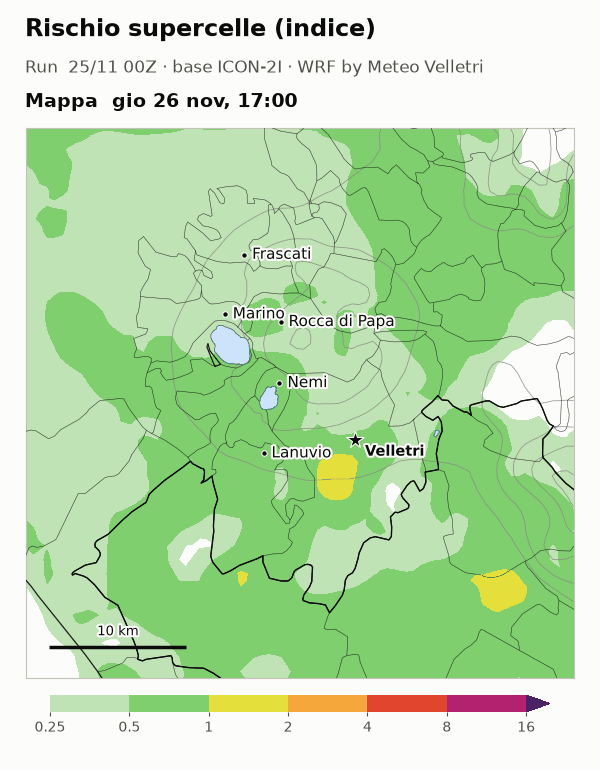 Rischio supercelle (indice)
Run  25/11 00Z · base ICON-2I · WRF by Meteo Velletri
Mappa  gio 26 nov, 17:00
Frascati
Marino
Rocca di Papa
Nemi
Velletri
Lanuvio
10 km
0.25 0.5 1 2 4 8 16